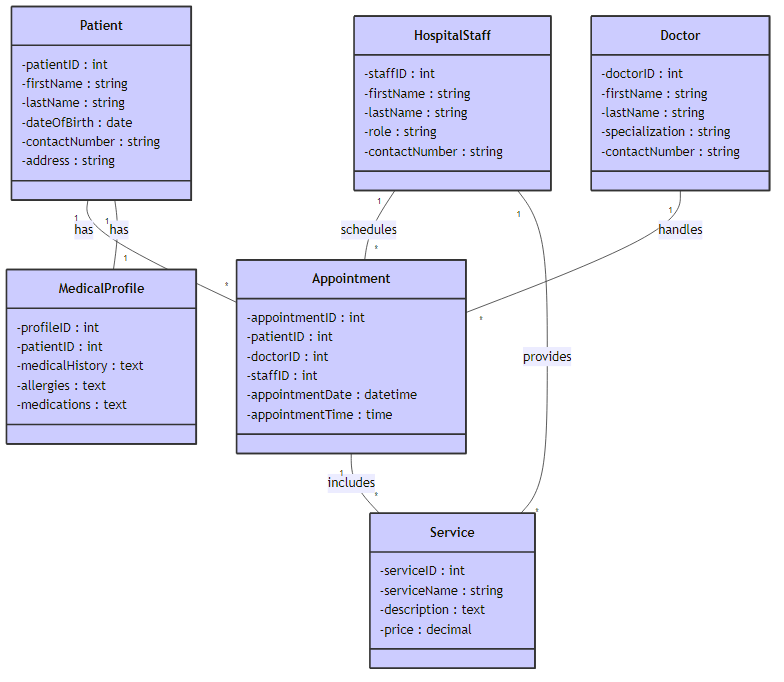 Patient
-patientID : int
-firstName : string
-lastName : string
-dateOfBirth : date
-contactNumber : string
-address : string
HospitalStaff
-staffID : int
-firstName : string
-lastName : string
-role : string
-contactNumber : string
Doctor
-doctorID : int
-firstName : string
-lastName : string
-specialization : string
-contactNumber : string
1
has
*
1
has
1
1
schedules
*
1
provides
*
1
handles
*
MedicalProfile
-profileID : int
-patientID : int
-medicalHistory : text
-allergies : text
-medications : text
Appointment
-appointmentID : int
-patientID : int
-doctorID : int
-staffID : int
-appointmentDate : datetime
-appointmentTime : time
1
includes
*
Service
-serviceID : int
-serviceName : string
-description : text
-price : decimal